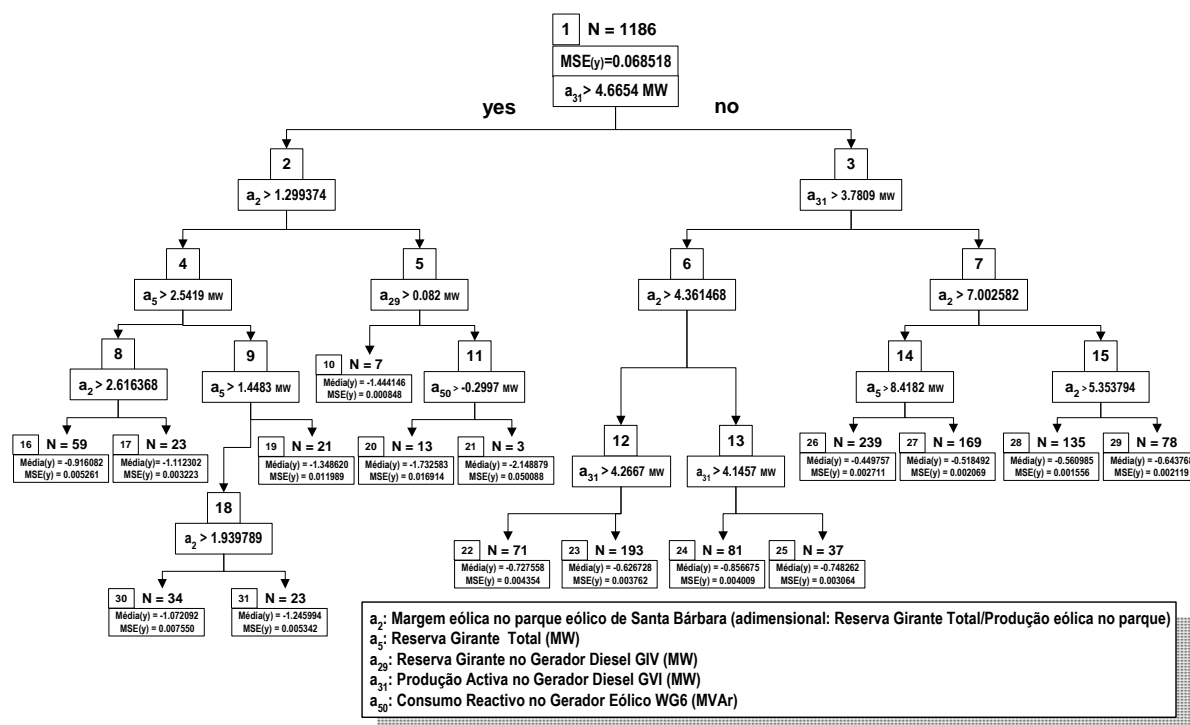 1 N = 1186
MSE(y)=0.068518
a31> 4.6654 MW
yes no
2
a2 > 1.299374
3
a31 > 3.7809 MW
4
a5 > 2.5419 MW
5
a29 > 0.082 MW
6
a2 > 4.361468
7
a2 > 7.002582
8
a2 > 2.616368
9
a5 > 1.4483 MW
10 N = 7
Média(y) = -1.444146
MSE(y) = 0.000848
11
a50 > -0.2997 MW
14
a5 > 8.4182 MW
15
a2 > 5.353794
16 N = 59
Média(y) = -0.916082
MSE(y) = 0.005261
17 N = 23
Média(y) = -1.112302
MSE(y) = 0.003223
19 N = 21
Média(y) = -1.348620
MSE(y) = 0.011989
20 N = 13
Média(y) = -1.732583
MSE(y) = 0.016914
21 N = 3
Média(y) = -2.148879
MSE(y) = 0.050088
12
a31 > 4.2667 MW
13
a31 > 4.1457 MW
26 N = 239
Média(y) = -0.449757
MSE(y) = 0.002711
27 N = 169
Média(y) = -0.518492
MSE(y) = 0.002069
28 N = 135
Média(y) = -0.560985
MSE(y) = 0.001556
29 N = 78
Média(y) = -0.643768
MSE(y) = 0.002119
18
a2 > 1.939789
22 N = 71
Média(y) = -0.727558
MSE(y) = 0.004354
23 N = 193
Média(y) = -0.626728
MSE(y) = 0.003762
24 N = 81
Média(y) = -0.856675
MSE(y) = 0.004009
25 N = 37
Média(y) = -0.748262
MSE(y) = 0.003064
30 N = 34
Média(y) = -1.072092
MSE(y) = 0.007550
31 N = 23
Média(y) = -1.245994
MSE(y) = 0.005342
a2: Margem eólica no parque eólico de Santa Bárbara (adimensional: Reserva Girante Total/Produção eólica no parque)
a5: Reserva Girante Total (MW)
a29: Reserva Girante no Gerador Diesel GIV (MW)
a31: Produção Activa no Gerador Diesel GVI (MW)
a50: Consumo Reactivo no Gerador Eólico WG6 (MVAr)